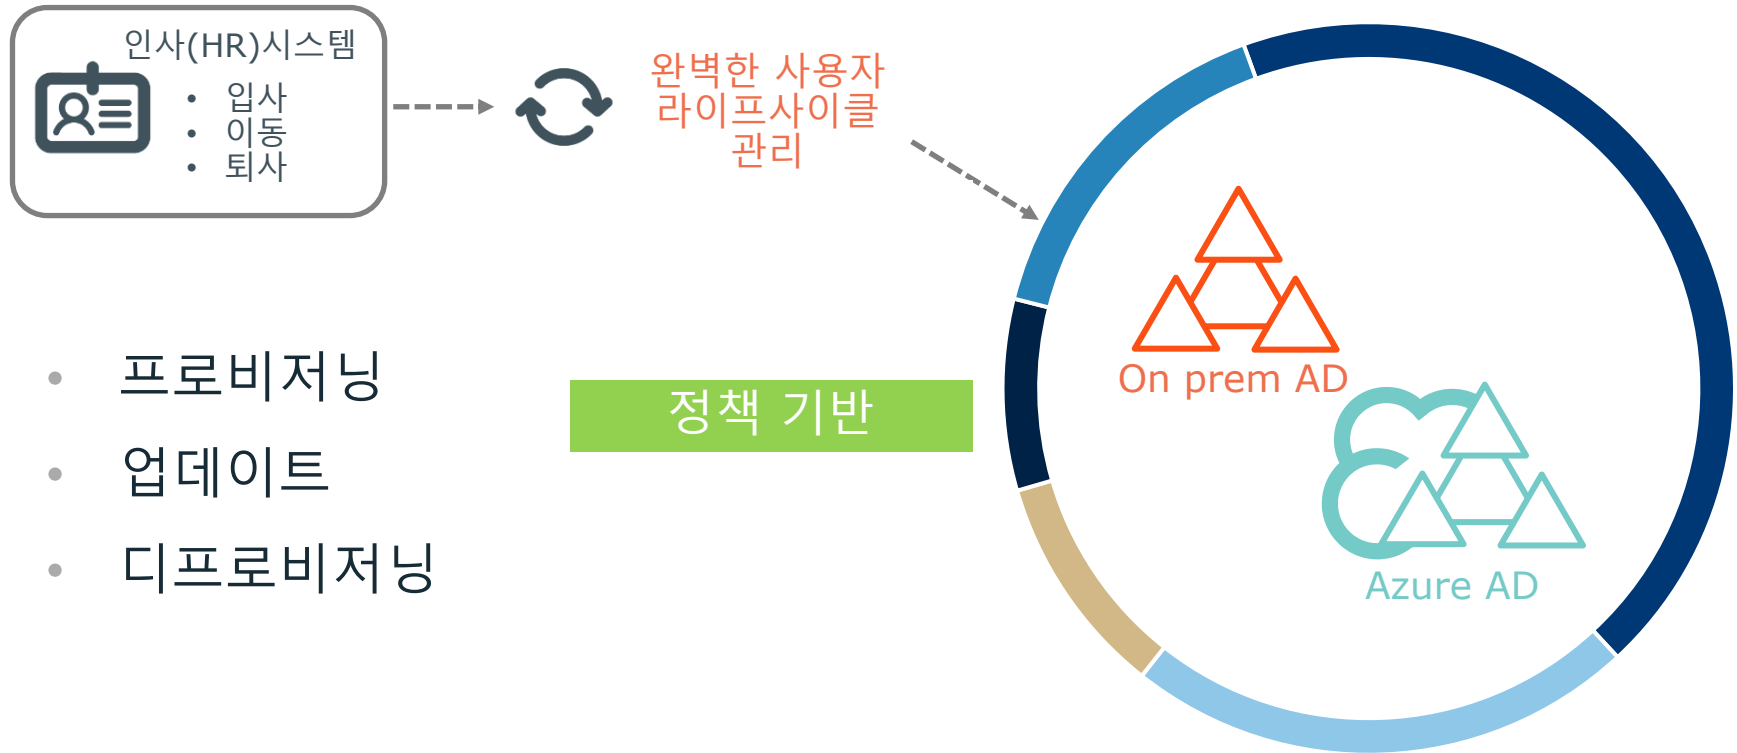 인사(HR)시스템
• 입사
• 이동
• 퇴사
완벽한 사용자
라이프사이클
관리
• 프로비저닝
• 업데이트
• 디프로비저닝
정책 기반
On prem AD
Azure AD